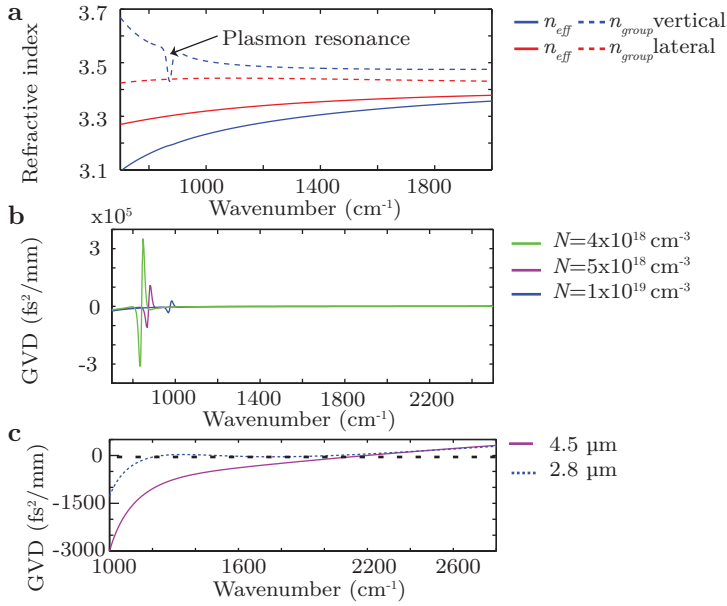 a
3.7
3.5
3.3
3.1
Refractive index
Plasmon resonance
1000
1400
1800
Wavenumber (cm⁻¹)
n_eff n_group vertical
n_eff n_group lateral
b
x10⁵
3
0
-3
GVD (fs²/mm)
1000
1400
1800
2200
Wavenumber (cm⁻¹)
N=4x10¹⁸ cm⁻³
N=5x10¹⁸ cm⁻³
N=1x10¹⁹ cm⁻³
c
0
-1500
-3000
GVD (fs²/mm)
1000
1600
2200
2600
Wavenumber (cm⁻¹)
4.5 µm
2.8 µm